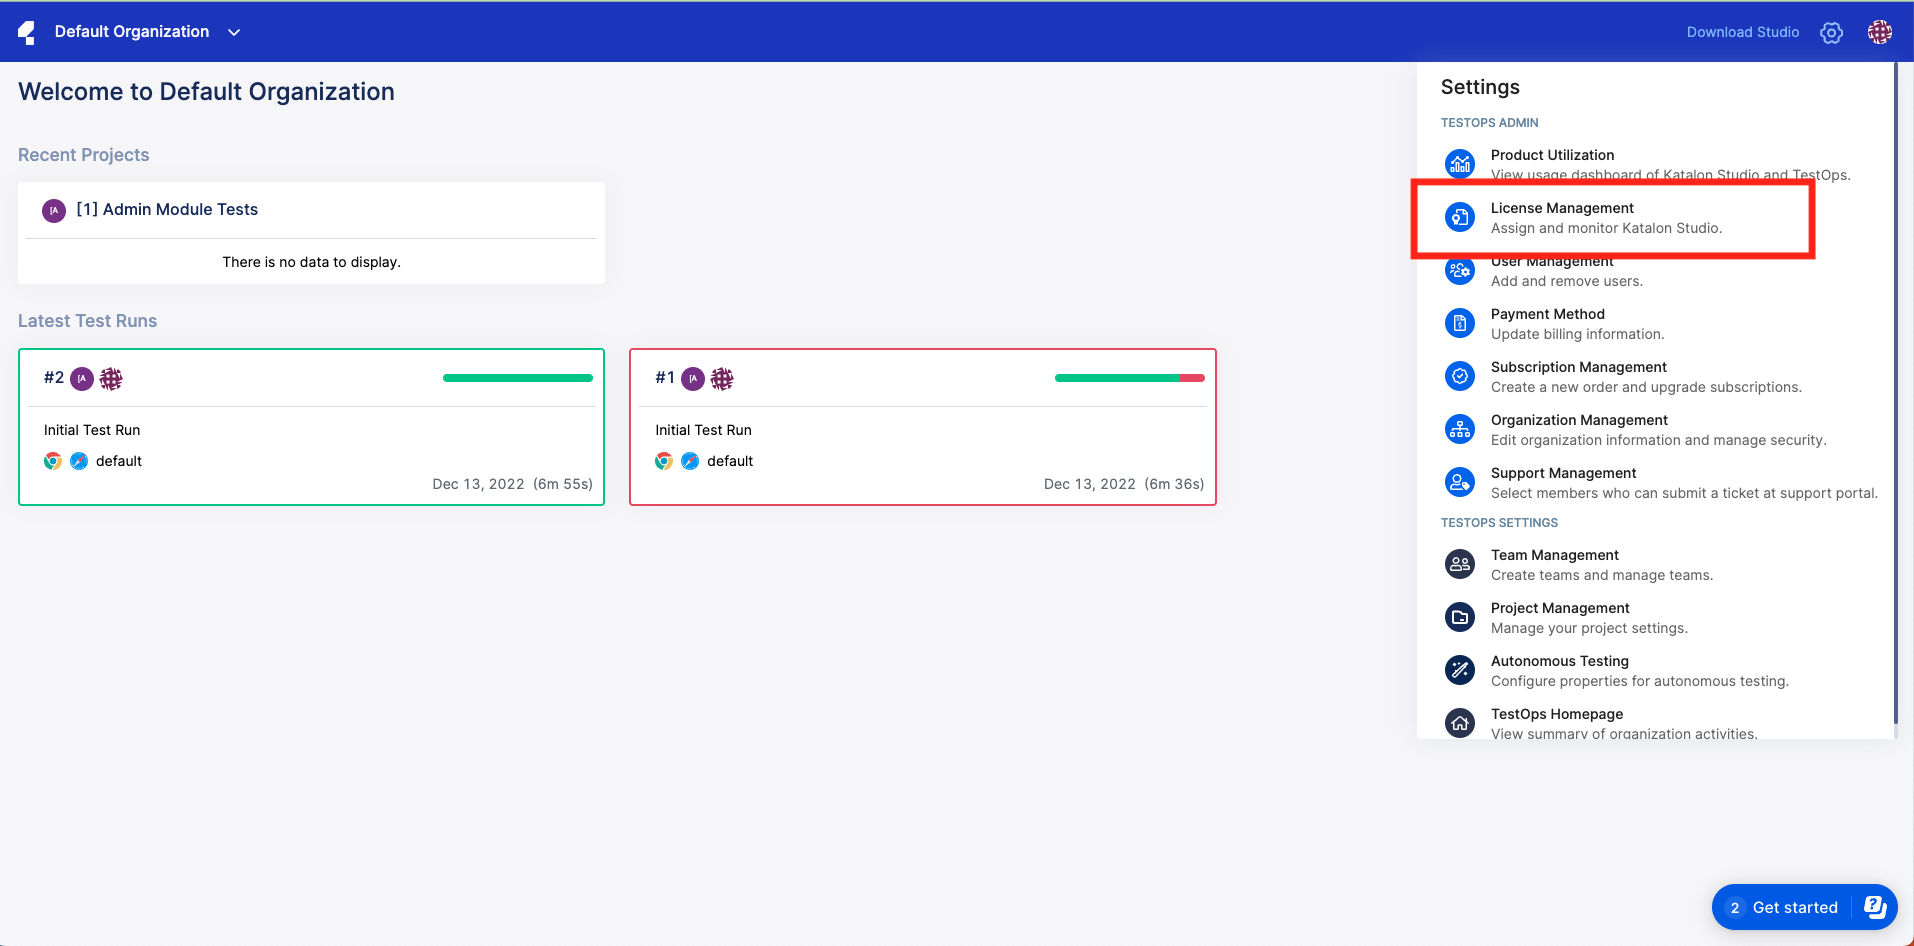 Default Organization
Download Studio
Welcome to Default Organization
Recent Projects
[A [1] Admin Module Tests
There is no data to display.
Latest Test Runs
#2 [A
Initial Test Run
default
Dec 13, 2022 (6m 55s)
#1 [A
Initial Test Run
default
Dec 13, 2022 (6m 36s)
Settings
TESTOPS ADMIN
Product Utilization
View usage dashboard of Katalon Studio and TestOps.
License Management
Assign and monitor Katalon Studio.
User Management
Add and remove users.
Payment Method
Update billing information.
Subscription Management
Create a new order and upgrade subscriptions.
Organization Management
Edit organization information and manage security.
Support Management
Select members who can submit a ticket at support portal.
TESTOPS SETTINGS
Team Management
Create teams and manage teams.
Project Management
Manage your project settings.
Autonomous Testing
Configure properties for autonomous testing.
TestOps Homepage
View summary of organization activities.
2 Get started